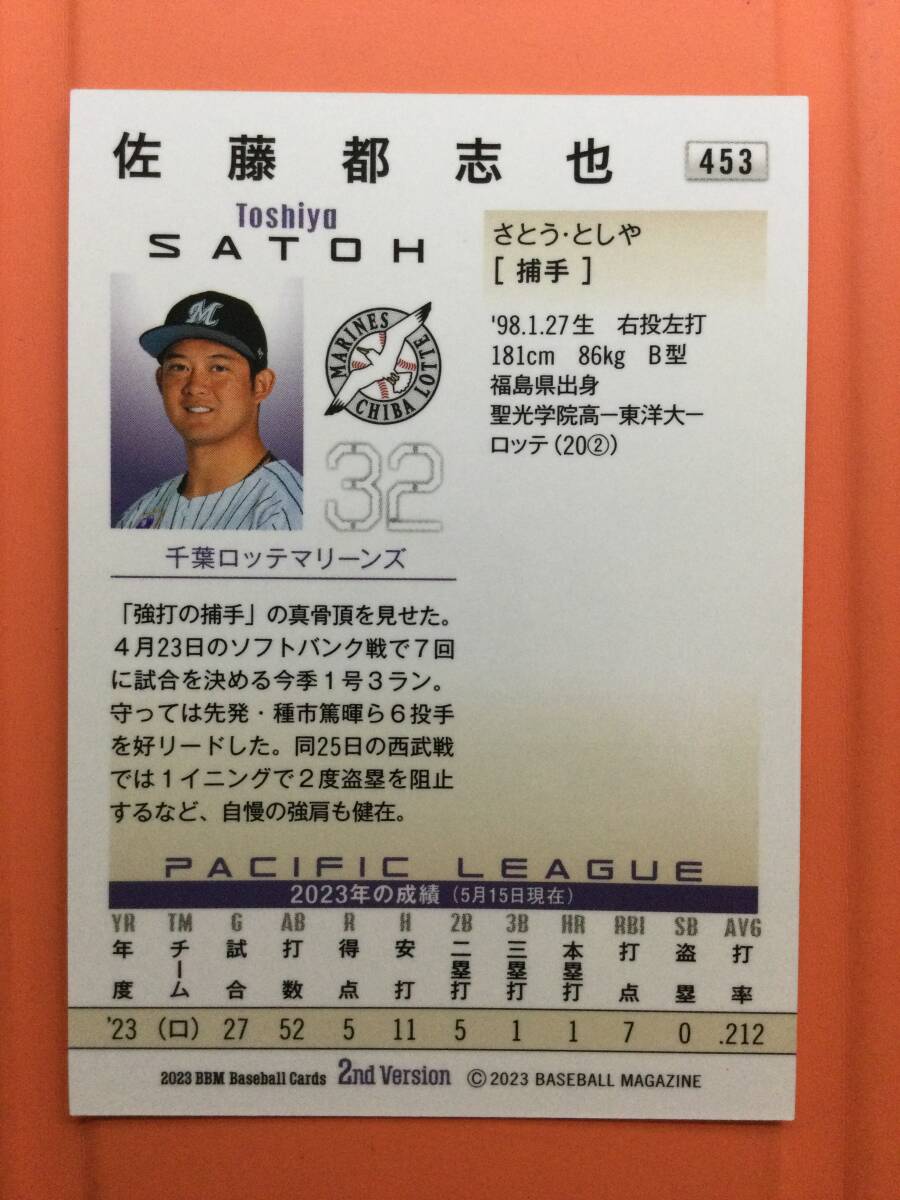 佐藤都志也
453
Toshiya
SATOH
さとう・としや
[捕手]
'98.1.27生 右投左打
181cm 86kg B型
福島県出身
聖光学院高ー東洋大ー
ロッテ(20②)
M
MARINES
CHIBA LOTTE
32
千葉ロッテマリーンズ
「強打の捕手」の真骨頂を見せた。
4月23日のソフトバンク戦で7回
に試合を決める今季1号3ラン。
守っては先発・種市篤暉ら6投手
を好リードした。同25日の西武戦
では1イニングで2度盗塁を阻止
するなど、自慢の強肩も健在。
PACIFIC LEAGUE
2023年の成績(5月15日現在)
YR TM G AB R H 2B 3B HR RBI SB AVG
年度 チーム 試合 打数 得点 安打 二塁打 三塁打 本塁打 打点 盗塁 打率
'23 (ロ) 27 52 5 11 5 1 1 7 0 .212
2023 BBM Baseball Cards 2nd Version ©2023 BASEBALL MAGAZINE